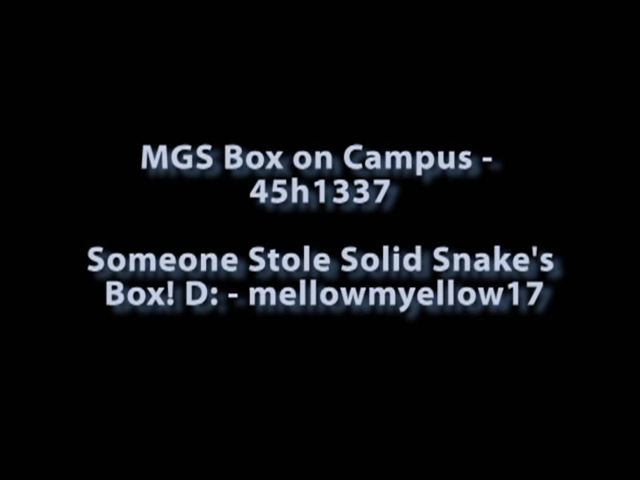 MGS Box on Campus -
45h1337
Someone Stole Solid Snake's
Box! D: - mellowmyellow17